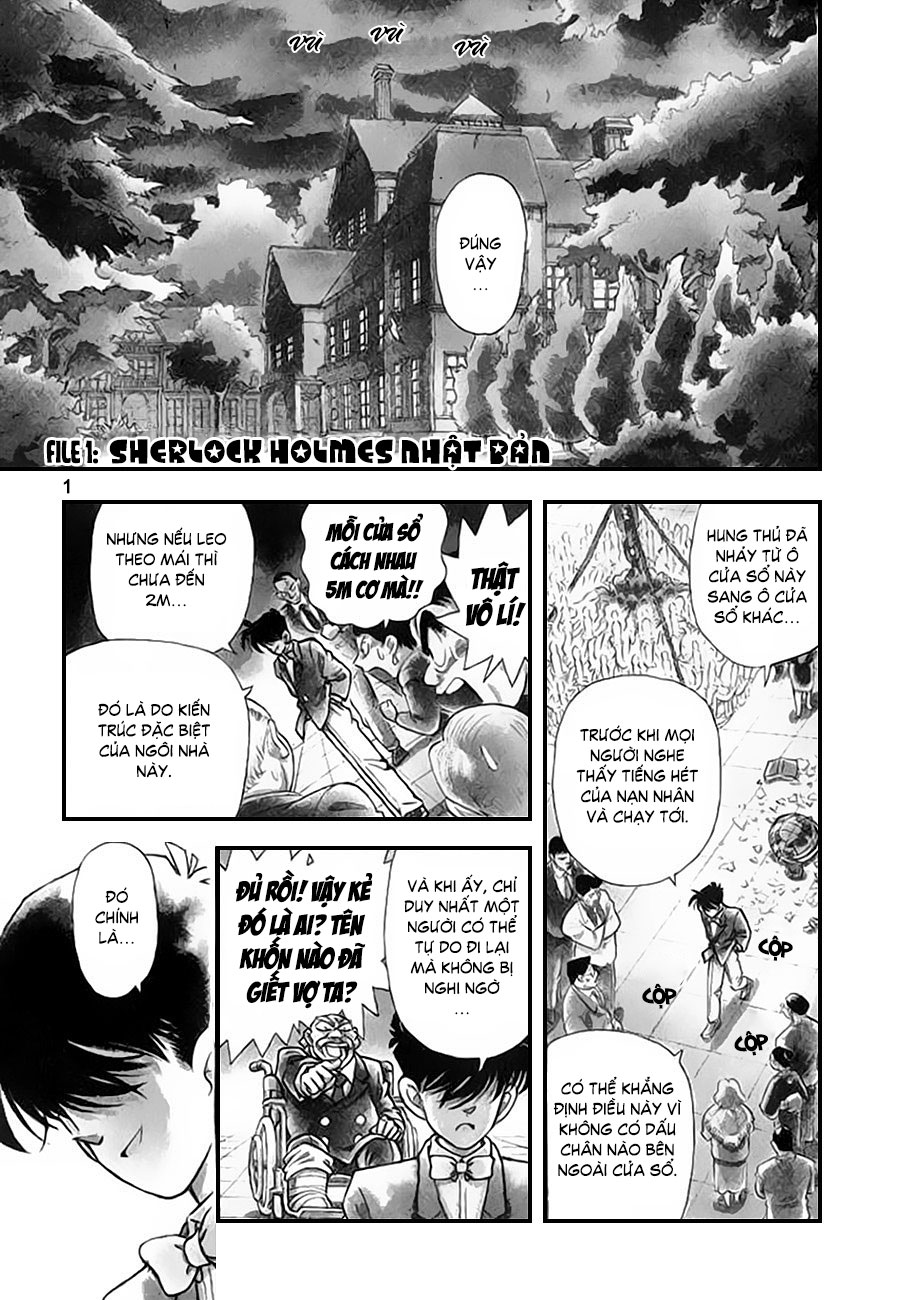 vù
vù
vù
ĐÚNG
VẬY
...
FILE 1: SHERLOCK HOLMES NHẬT BẢN
1
HUNG THỦ ĐÃ
NHẢY TỪ Ô
CỬA SỔ NÀY
SANG Ô CỬA
SỔ KHÁC...
TRƯỚC KHI MỌI
NGƯỜI NGHE
THẤY TIẾNG HÉT
CỦA NẠN NHÂN
VÀ CHẠY TỚI.
CỘP
CỘP
CỘP
CÓ THỂ KHẲNG
ĐỊNH ĐIỀU NÀY VÌ
KHÔNG CÓ DẤU
CHÂN NÀO BÊN
NGOÀI CỬA SỔ.
THẬT
VÔ LÍ!
MỖI CỬA SỔ
CÁCH NHAU
5M CƠ MÀ!!
NHƯNG NẾU LEO
THEO MÁI THÌ
CHƯA ĐẾN
2M...
ĐÓ LÀ DO KIẾN
TRÚC ĐẶC BIỆT
CỦA NGÔI NHÀ
NÀY.
VÀ KHI ẤY, CHỈ
DUY NHẤT MỘT
NGƯỜI CÓ THỂ
TỰ DO ĐI LẠI
MÀ KHÔNG BỊ
NGHI NGỜ
...
ĐỦ RỒI! VẬY KẺ
ĐÓ LÀ AI? TÊN
KHỐN NÀO ĐÃ
GIẾT VỢ TA?
ĐÓ
CHÍNH
LÀ...